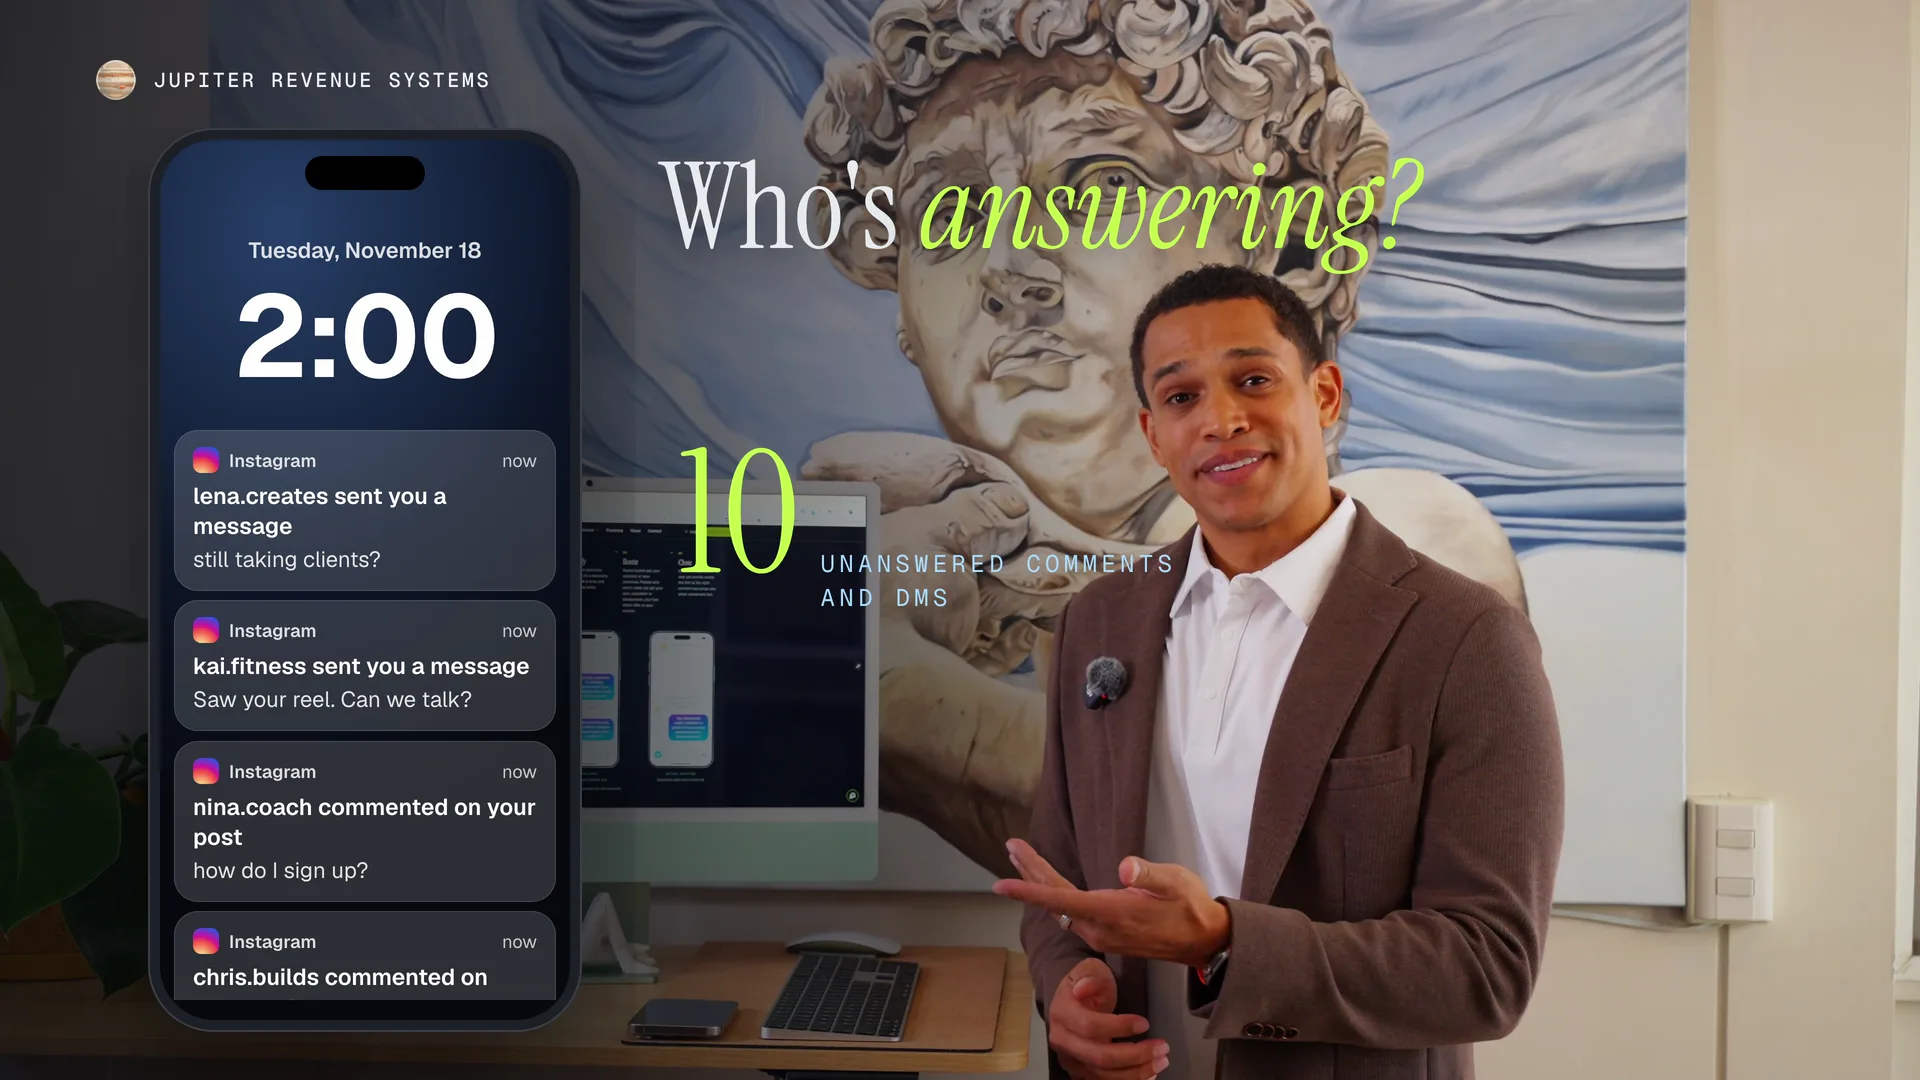 JUPITER REVENUE SYSTEMS
Who's answering?
Tuesday, November 18
2:00
Instagram now
lena.creates sent you a
message
still taking clients?
Instagram now
kai.fitness sent you a message
Saw your reel. Can we talk?
Instagram now
nina.coach commented on your
post
how do I sign up?
Instagram now
chris.builds commented on
10
UNANSWERED COMMENTS
AND DMS